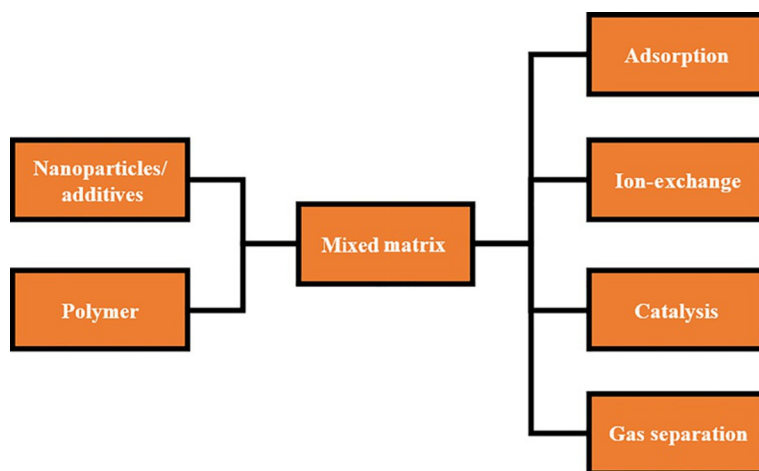 Nanoparticles/
additives
Polymer
Mixed matrix
Adsorption
Ion-exchange
Catalysis
Gas separation